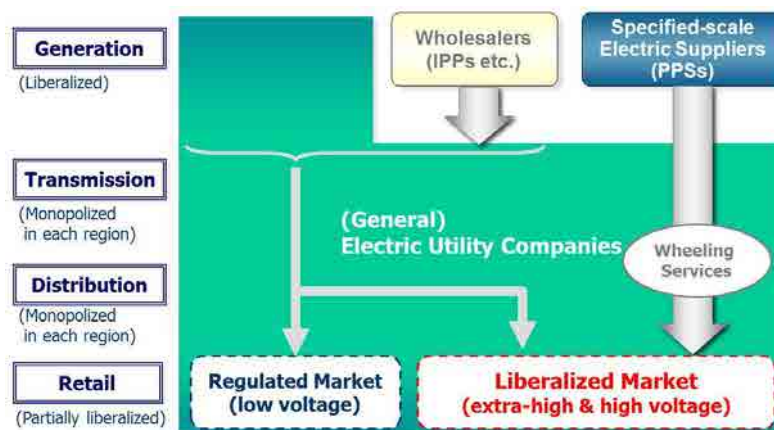 Generation
(Liberalized)
Wholesalers
(IPPs etc.)
Specified-scale
Electric Suppliers
(PPSs)
Transmission
(Monopolized
in each region)
(General)
Electric Utility Companies
Wheeling
Services
Distribution
(Monopolized
in each region)
Retail
(Partially liberalized)
Regulated Market
(low voltage)
Liberalized Market
(extra-high & high voltage)